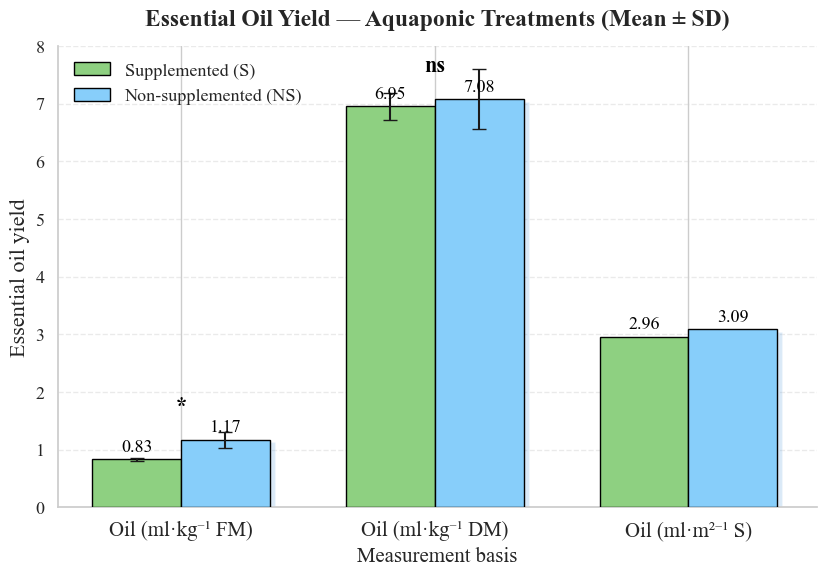 Essential Oil Yield — Aquaponic Treatments (Mean ± SD)
Supplemented (S)
Non-supplemented (NS)
Essential oil yield
8
7
6
5
4
3
2
1
0
0.83
1.17
*
6.95
7.08
ns
2.96
3.09
Oil (ml·kg⁻¹ FM)
Oil (ml·kg⁻¹ DM)
Oil (ml·m²⁻¹ S)
Measurement basis